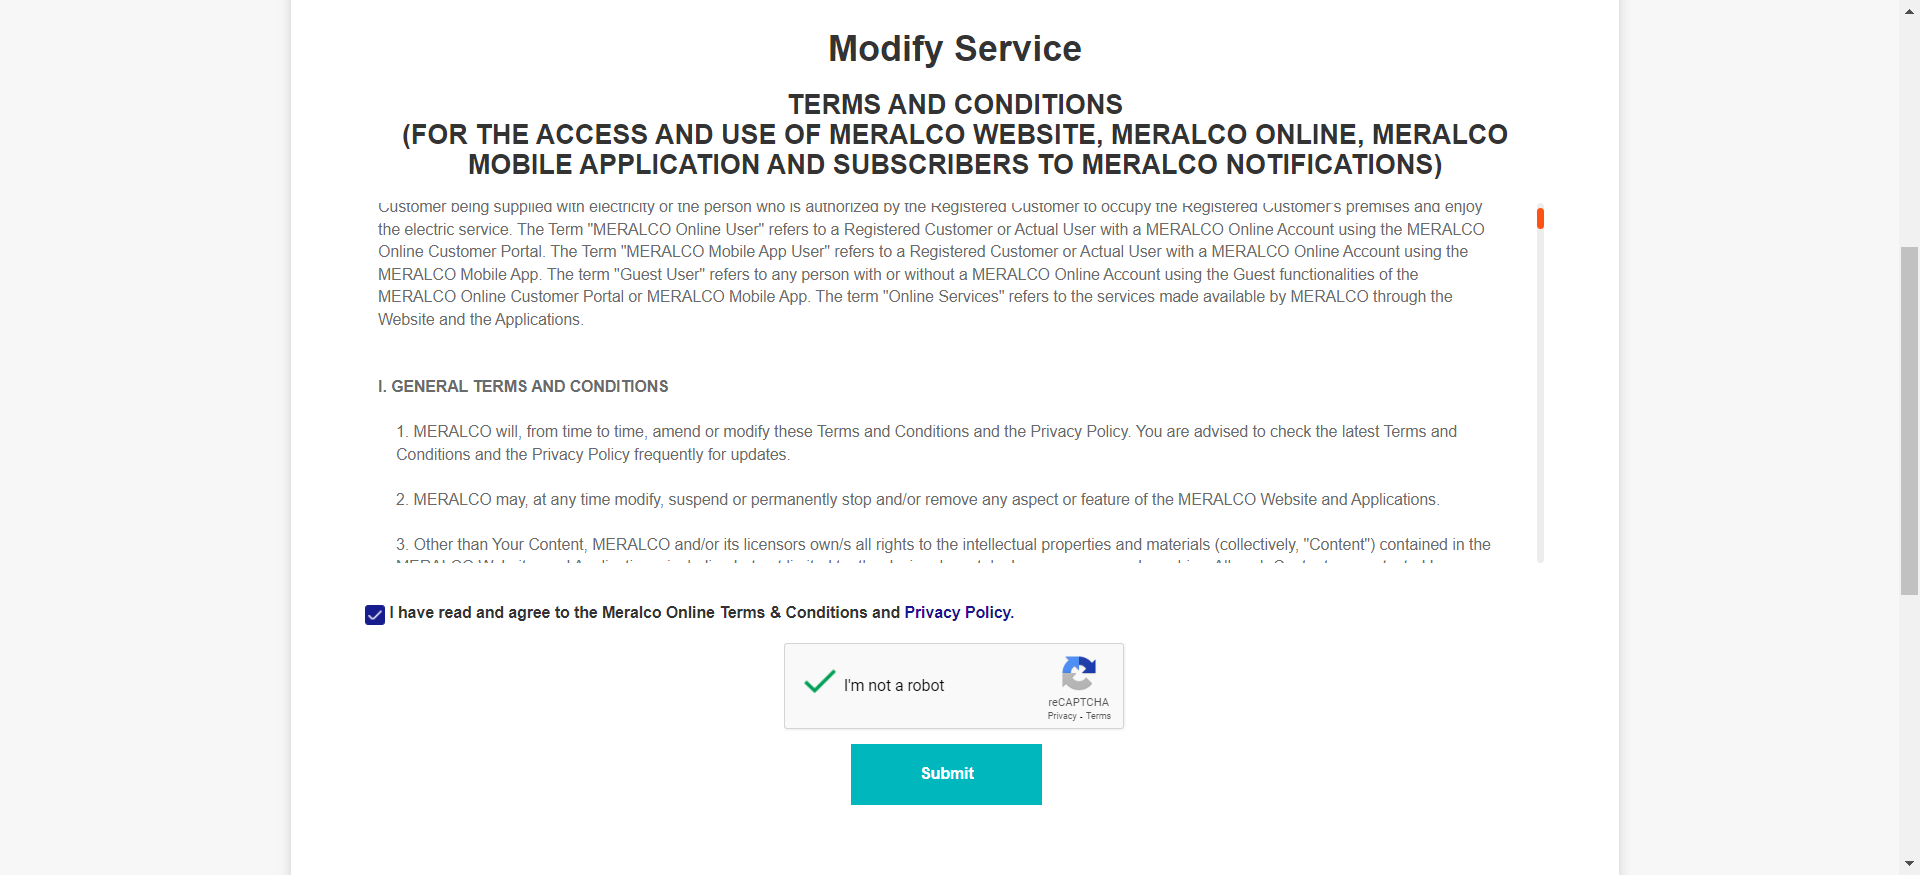 Modify Service
TERMS AND CONDITIONS
(FOR THE ACCESS AND USE OF MERALCO WEBSITE, MERALCO ONLINE, MERALCO
MOBILE APPLICATION AND SUBSCRIBERS TO MERALCO NOTIFICATIONS)
Customer being supplied with electricity or the person who is authorized by the Registered Customer to occupy the Registered Customer's premises and enjoy
the electric service. The Term "MERALCO Online User" refers to a Registered Customer or Actual User with a MERALCO Online Account using the MERALCO
Online Customer Portal. The Term "MERALCO Mobile App User" refers to a Registered Customer or Actual User with a MERALCO Online Account using the
MERALCO Mobile App. The term "Guest User" refers to any person with or without a MERALCO Online Account using the Guest functionalities of the
MERALCO Online Customer Portal or MERALCO Mobile App. The term "Online Services" refers to the services made available by MERALCO through the
Website and the Applications.
I. GENERAL TERMS AND CONDITIONS
1. MERALCO will, from time to time, amend or modify these Terms and Conditions and the Privacy Policy. You are advised to check the latest Terms and
Conditions and the Privacy Policy frequently for updates.
2. MERALCO may, at any time modify, suspend or permanently stop and/or remove any aspect or feature of the MERALCO Website and Applications.
3. Other than Your Content, MERALCO and/or its licensors own/s all rights to the intellectual properties and materials (collectively, "Content") contained in the
I have read and agree to the Meralco Online Terms & Conditions and Privacy Policy.
I'm not a robot
reCAPTCHA
Privacy - Terms
Submit